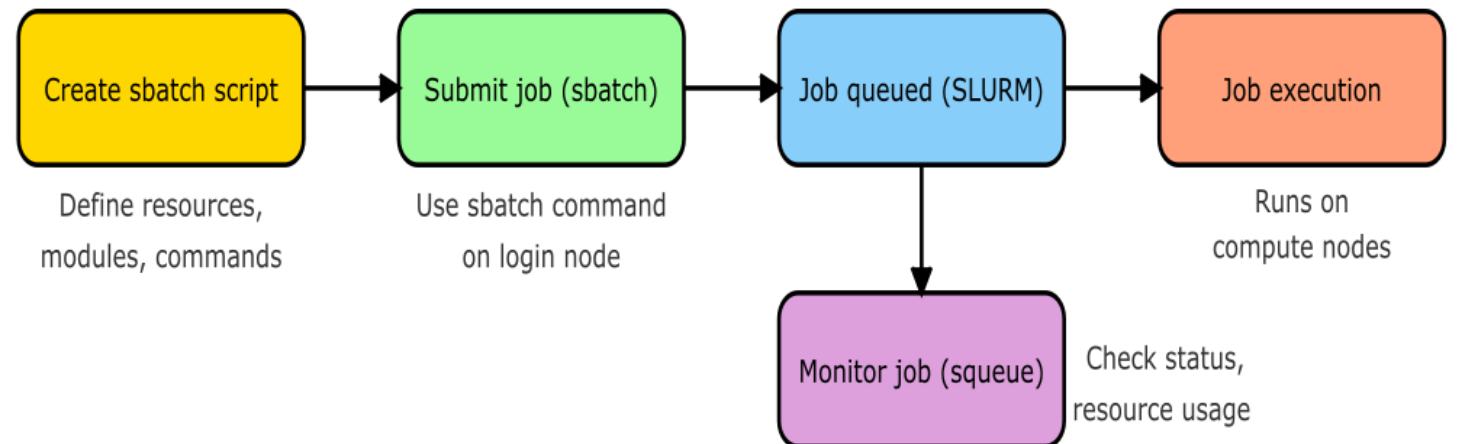 Create sbatch script
Submit job (sbatch)
Job queued (SLURM)
Job execution
Define resources,
modules, commands
Use sbatch command
on login node
Runs on
compute nodes
Monitor job (squeue)
Check status,
resource usage